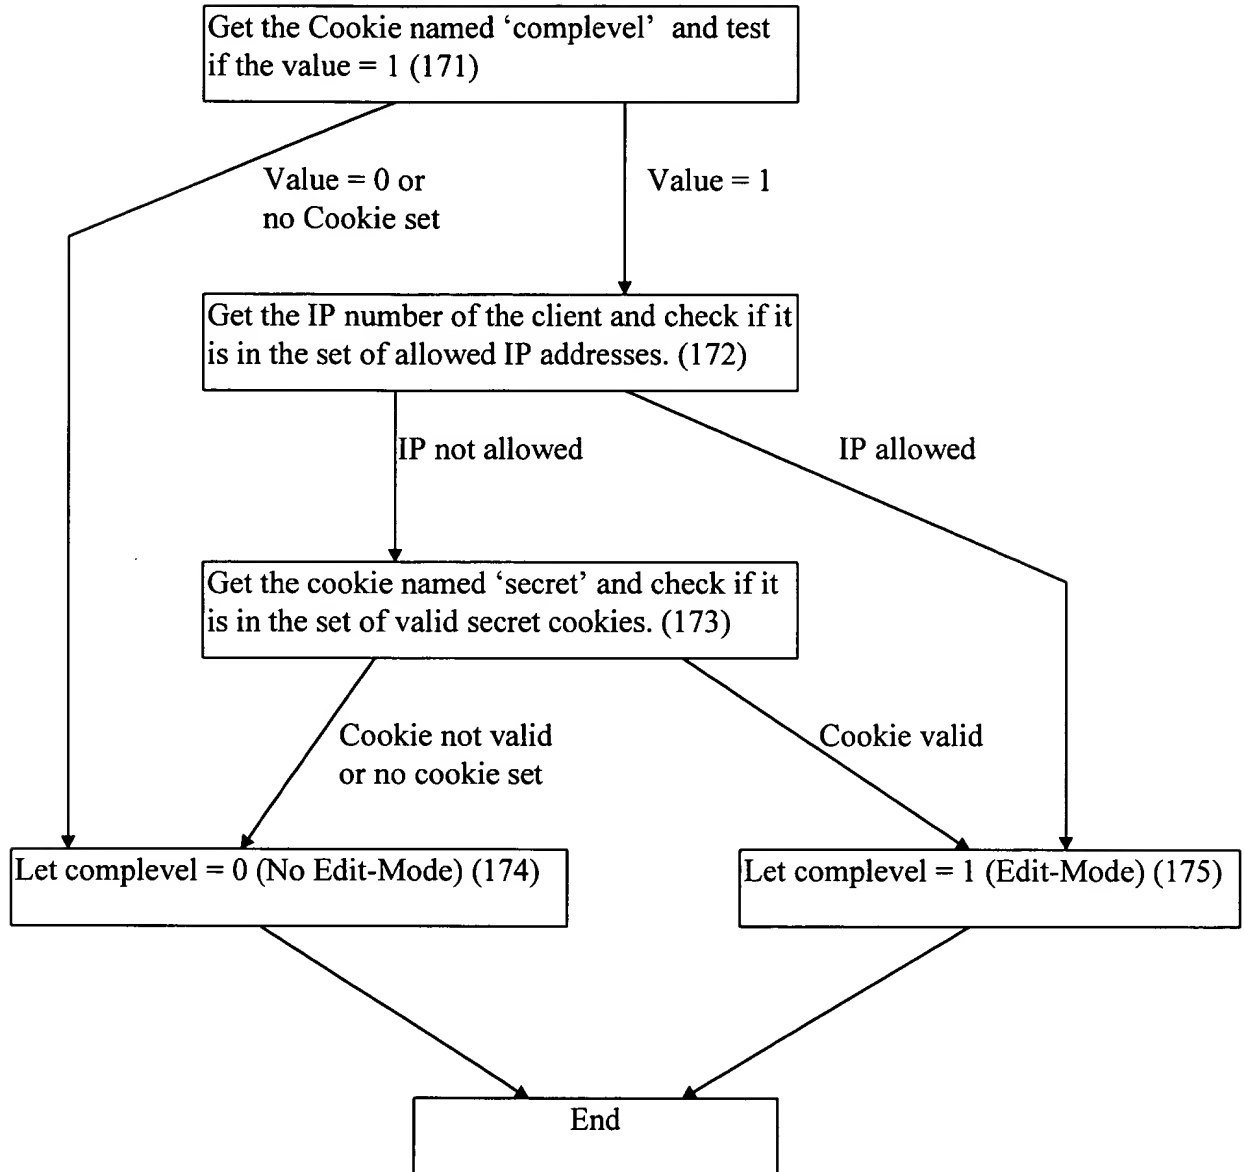 Get the Cookie named ‘complevel’ and test
if the value = 1 (171)
Value = 0 or
no Cookie set
Value = 1
Get the IP number of the client and check if it
is in the set of allowed IP addresses. (172)
IP not allowed
IP allowed
Get the cookie named ‘secret’ and check if it
is in the set of valid secret cookies. (173)
Cookie not valid
or no cookie set
Cookie valid
Let complevel = 0 (No Edit-Mode) (174)
Let complevel = 1 (Edit-Mode) (175)
End